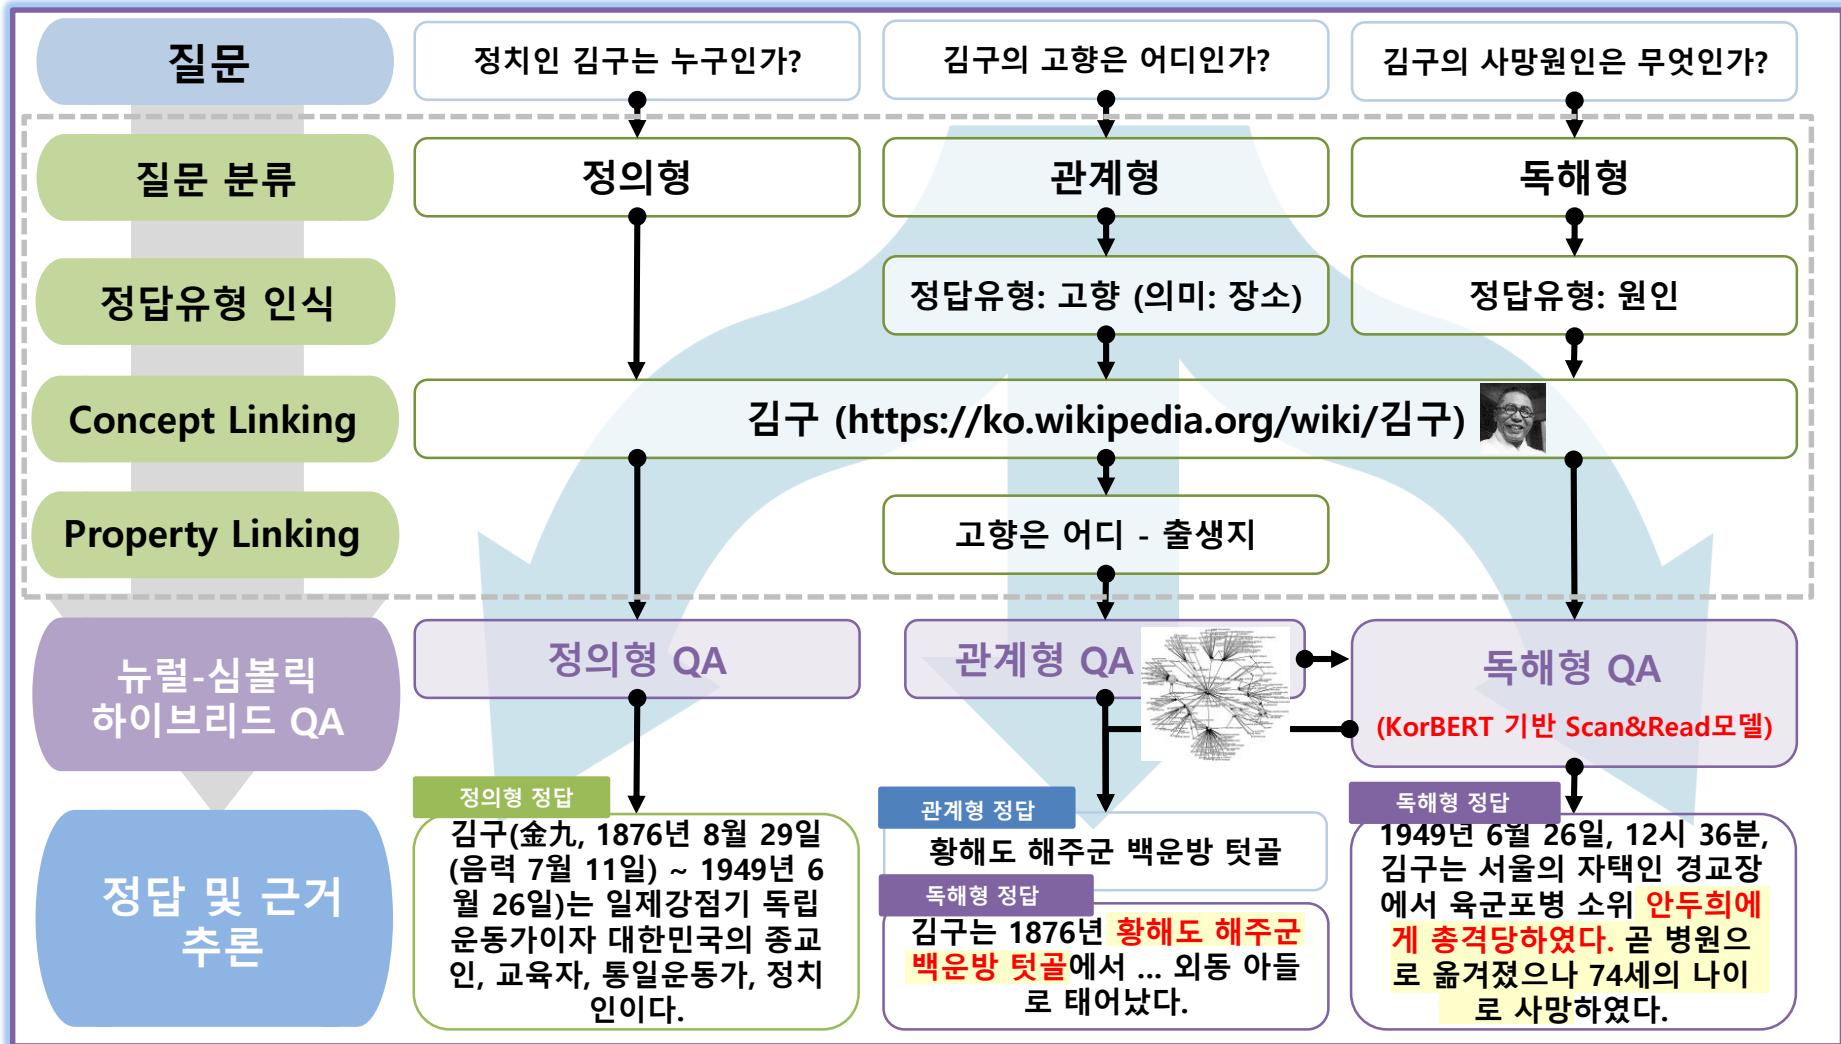 질문
정치인 김구는 누구인가?
김구의 고향은 어디인가?
김구의 사망원인은 무엇인가?
질문 분류
정의형
관계형
독해형
정답유형 인식
정답유형: 고향 (의미: 장소)
정답유형: 원인
Concept Linking
김구 (https://ko.wikipedia.org/wiki/김구)
Property Linking
고향은 어디 - 출생지
뉴럴-심볼릭
하이브리드 QA
정의형 QA
관계형 QA
독해형 QA
(KorBERT 기반 Scan&Read모델)
정답 및 근거
추론
정의형 정답
김구(金九, 1876년 8월 29일
(음력 7월 11일) ~ 1949년 6
월 26일)는 일제강점기 독립
운동가이자 대한민국의 종교
인, 교육자, 통일운동가, 정치
인이다.
관계형 정답
황해도 해주군 백운방 텃골
독해형 정답
김구는 1876년 황해도 해주군
백운방 텃골에서 ... 외동 아들
로 태어났다.
독해형 정답
1949년 6월 26일, 12시 36분,
김구는 서울의 자택인 경교장
에서 육군포병 소위 안두희에
게 총격당하였다. 곧 병원으
로 옮겨졌으나 74세의 나이
로 사망하였다.